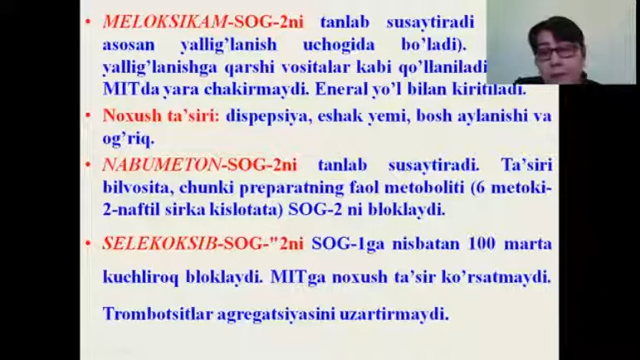 • MELOKSIKAM-SOG-2ni tanlab susaytiradi
asosan yallig'lanish uchogida bo'ladi).
yallig'lanishga qarshi vositalar kabi qo'llaniladi
MITda yara chakirmaydi. Eneral yo'l bilan kiritiladi.
• Noxush ta'siri: dispepsiya, eshak yemi, bosh aylanishi va
og'riq.
• NABUMETON-SOG-2ni tanlab susaytiradi. Ta'siri
bilvosita, chunki preparatning faol metoboliti (6 metoki-
2-naftil sirka kislotata) SOG-2 ni bloklaydi.
• SELEKOKSIB-SOG-"2ni SOG-1ga nisbatan 100 marta
kuchliroq bloklaydi. MITga noxush ta'sir ko'rsatmaydi.
Trombotsitlar agregatsiyasini uzartirmaydi.